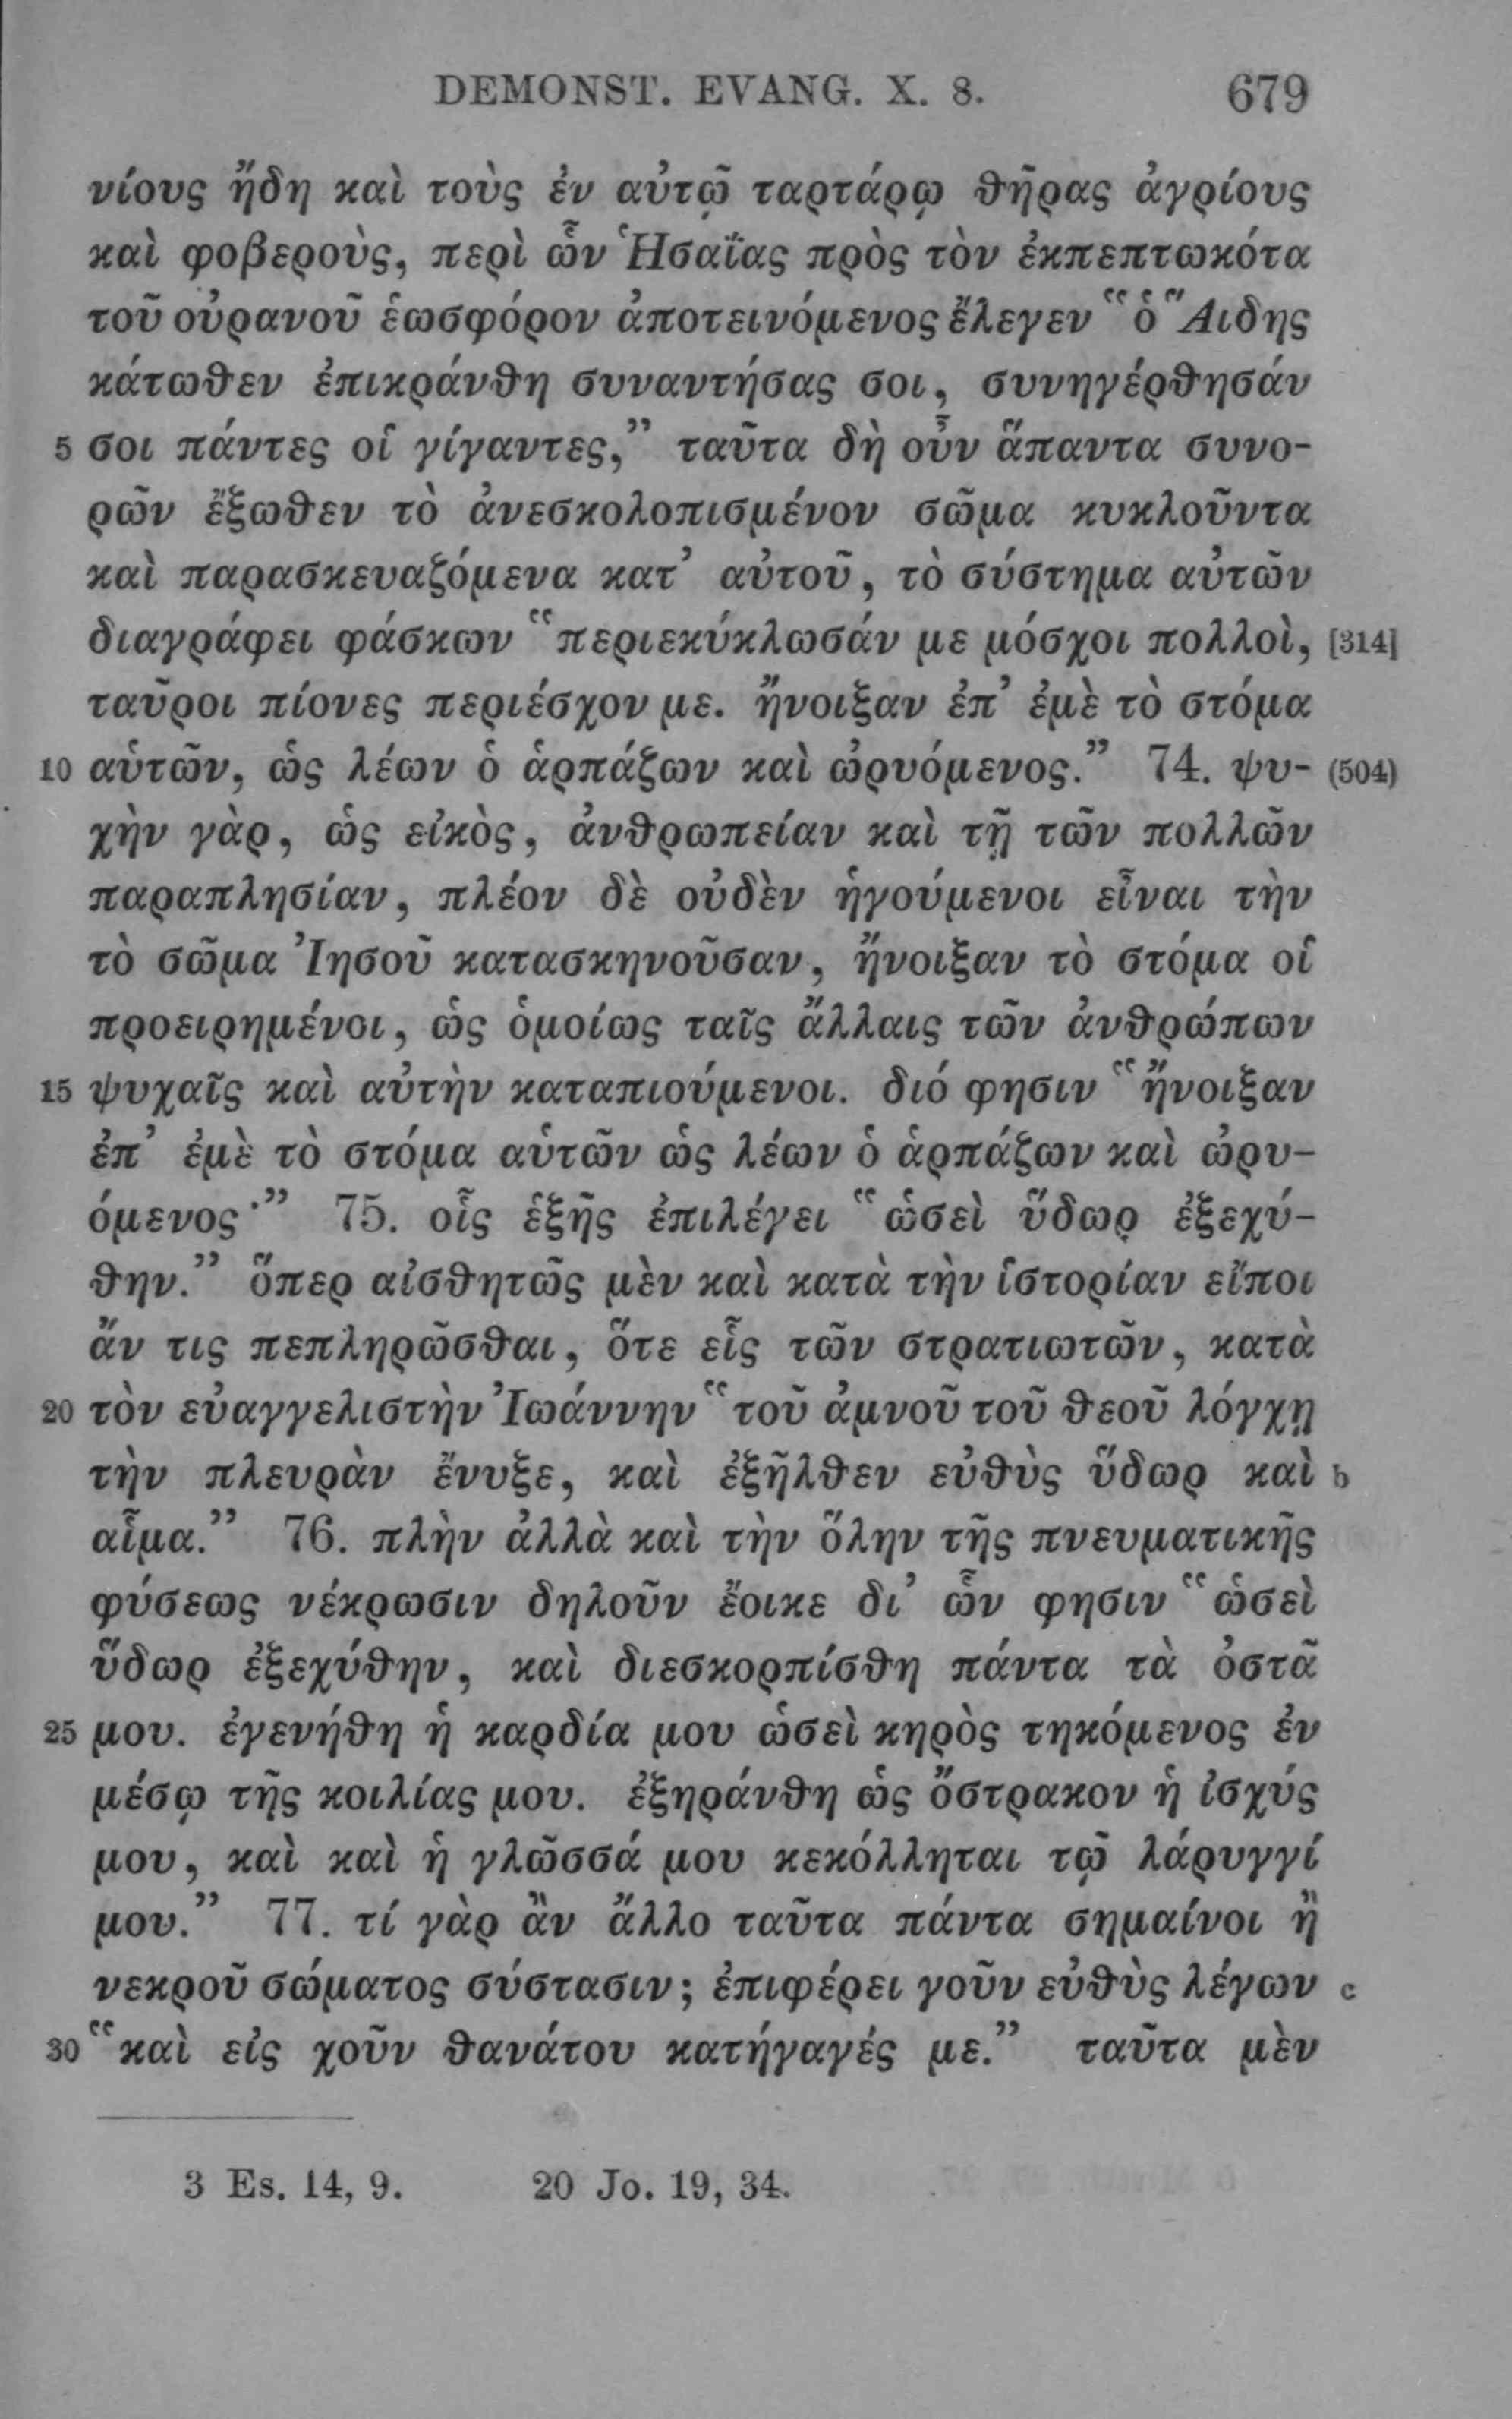 DEMONST. EVANG. X. 8. 679
νίους ἤδη καὶ τοὺς ἐν αὐτῷ ταρτάρῳ θῆρας ἀγρίους
καὶ φοβεροὺς, περὶ ὧν Ἡσαΐας πρὸς τὸν ἐκπεπτωκότα
τοῦ οὐρανοῦ ἑωσφόρον ἀποτεινόμενος ἔλεγεν “ὁ Ἅιδης
κάτωθεν ἐπικράνθη συναντήσας σοι, συνηγέρθησάν
5 σοι πάντες οἱ γίγαντες,” ταῦτα δὴ οὖν ἅπαντα συνο-
ρῶν ἔξωθεν τὸ ἀνεσκολοπισμένον σῶμα κυκλοῦντα
καὶ παρασκευαζόμενα κατ’ αὐτοῦ, τὸ σύστημα αὐτῶν
διαγράφει φάσκων “περιεκύκλωσάν με μόσχοι πολλοὶ, [314]
ταῦροι πίονες περιέσχον με. ἤνοιξαν ἐπ’ ἐμὲ τὸ στόμα
10 αὑτῶν, ὡς λέων ὁ ἁρπάζων καὶ ὠρυόμενος.” 74. ψυ- (504)
χὴν γὰρ, ὡς εἰκὸς, ἀνθρωπείαν καὶ τῇ τῶν πολλῶν
παραπλησίαν, πλέον δὲ οὐδὲν ἡγούμενοι εἶναι τὴν
τὸ σῶμα Ἰησοῦ κατασκηνοῦσαν, ἤνοιξαν τὸ στόμα οἱ
προειρημένοι, ὡς ὁμοίως ταῖς ἄλλαις τῶν ἀνθρώπων
15 ψυχαῖς καὶ αὐτὴν καταπιούμενοι. διό φησιν “ἤνοιξαν
ἐπ’ ἐμὲ τὸ στόμα αὑτῶν ὡς λέων ὁ ἁρπάζων καὶ ὠρυ-
όμενος·” 75. οἷς ἑξῆς ἐπιλέγει “ὡσεὶ ὕδωρ ἐξεχύ-
θην.” ὅπερ αἰσθητῶς μὲν καὶ κατὰ τὴν ἱστορίαν εἴποι
ἄν τις πεπληρῶσθαι, ὅτε εἷς τῶν στρατιωτῶν, κατὰ
20 τὸν εὐαγγελιστὴν Ἰωάννην “τοῦ ἀμνοῦ τοῦ θεοῦ λόγχῃ
τὴν πλευρὰν ἔνυξε, καὶ ἐξῆλθεν εὐθὺς ὕδωρ καὶ b
αἷμα.” 76. πλὴν ἀλλὰ καὶ τὴν ὅλην τῆς πνευματικῆς
φύσεως νέκρωσιν δηλοῦν ἔοικε δι’ ὧν φησιν “ὡσεὶ
ὕδωρ ἐξεχύθην, καὶ διεσκορπίσθη πάντα τὰ ὀστᾶ
25 μου. ἐγενήθη ἡ καρδία μου ὡσεὶ κηρὸς τηκόμενος ἐν
μέσῳ τῆς κοιλίας μου. ἐξηράνθη ὡς ὄστρακον ἡ ἰσχύς
μου, καὶ καὶ ἡ γλῶσσά μου κεκόλληται τῷ λάρυγγί
μου.” 77. τί γὰρ ἂν ἄλλο ταῦτα πάντα σημαίνοι ἢ
νεκροῦ σώματος σύστασιν; ἐπιφέρει γοῦν εὐθὺς λέγων c
30 “καὶ εἰς χοῦν θανάτου κατήγαγές με.” ταῦτα μὲν
3 Es. 14, 9. 20 Jo. 19, 34.